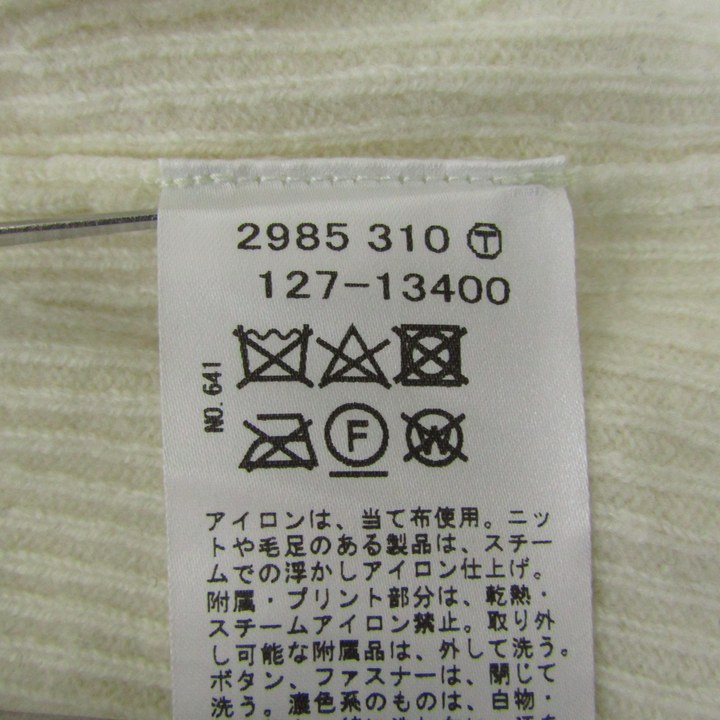 2985 310 Ⓣ
127-13400
NO. 641
F
W
アイロンは、当て布使用。ニッ
トや毛足のある製品は、スチー
ムでの浮かしアイロン仕上げ。
附属・プリント部分は、乾熱・
スチームアイロン禁止。取り外
し可能な附属品は、外して洗う。
ボタン、ファスナーは、閉じて
洗う。濃色系のものは、白物・